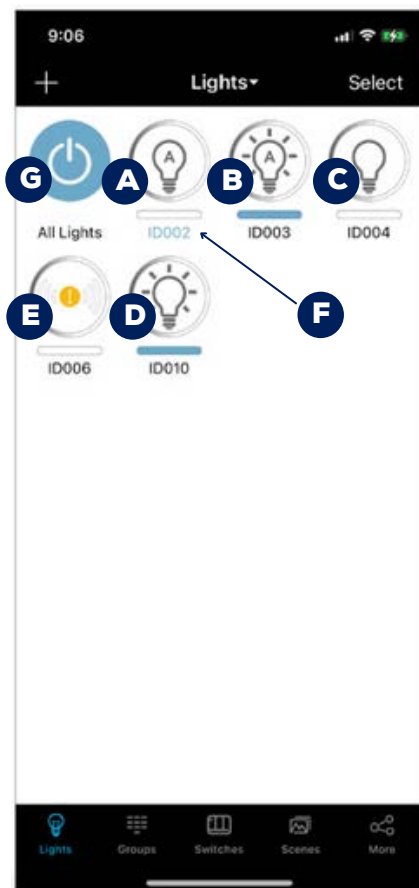 9:06
+ Lights▾ Select
G A A B A C
All Lights ID002 ID003 ID004
E ! D F
ID006 ID010
Lights Groups Switches Scenes More